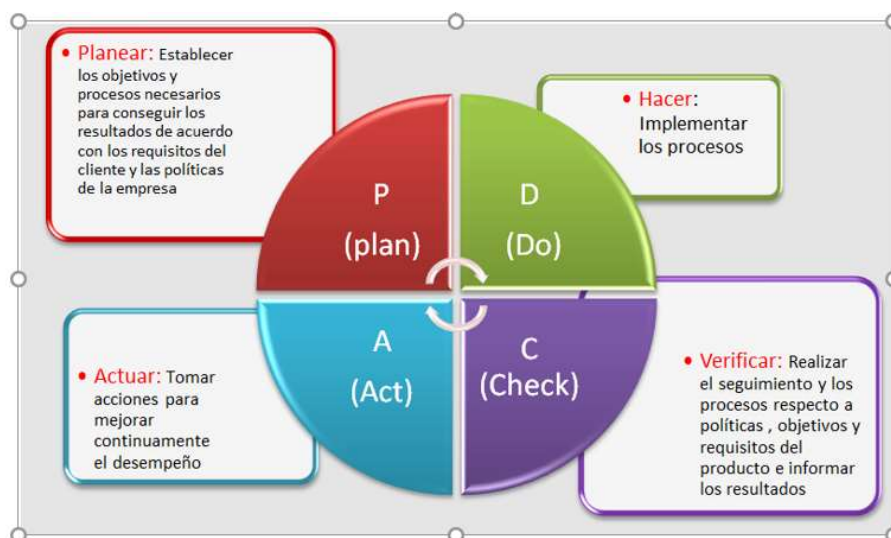 • Planear: Establecer
los objetivos y
procesos necesarios
para conseguir los
resultados de acuerdo
con los requisitos del
cliente y las políticas
de la empresa
• Hacer:
Implementar
los procesos
P
(plan)
D
(Do)
A
(Act)
C
(Check)
• Actuar: Tomar
acciones para
mejorar
continuamente
el desempeño
• Verificar: Realizar
el seguimiento y los
procesos respecto a
políticas , objetivos y
requisitos del
producto e informar
los resultados